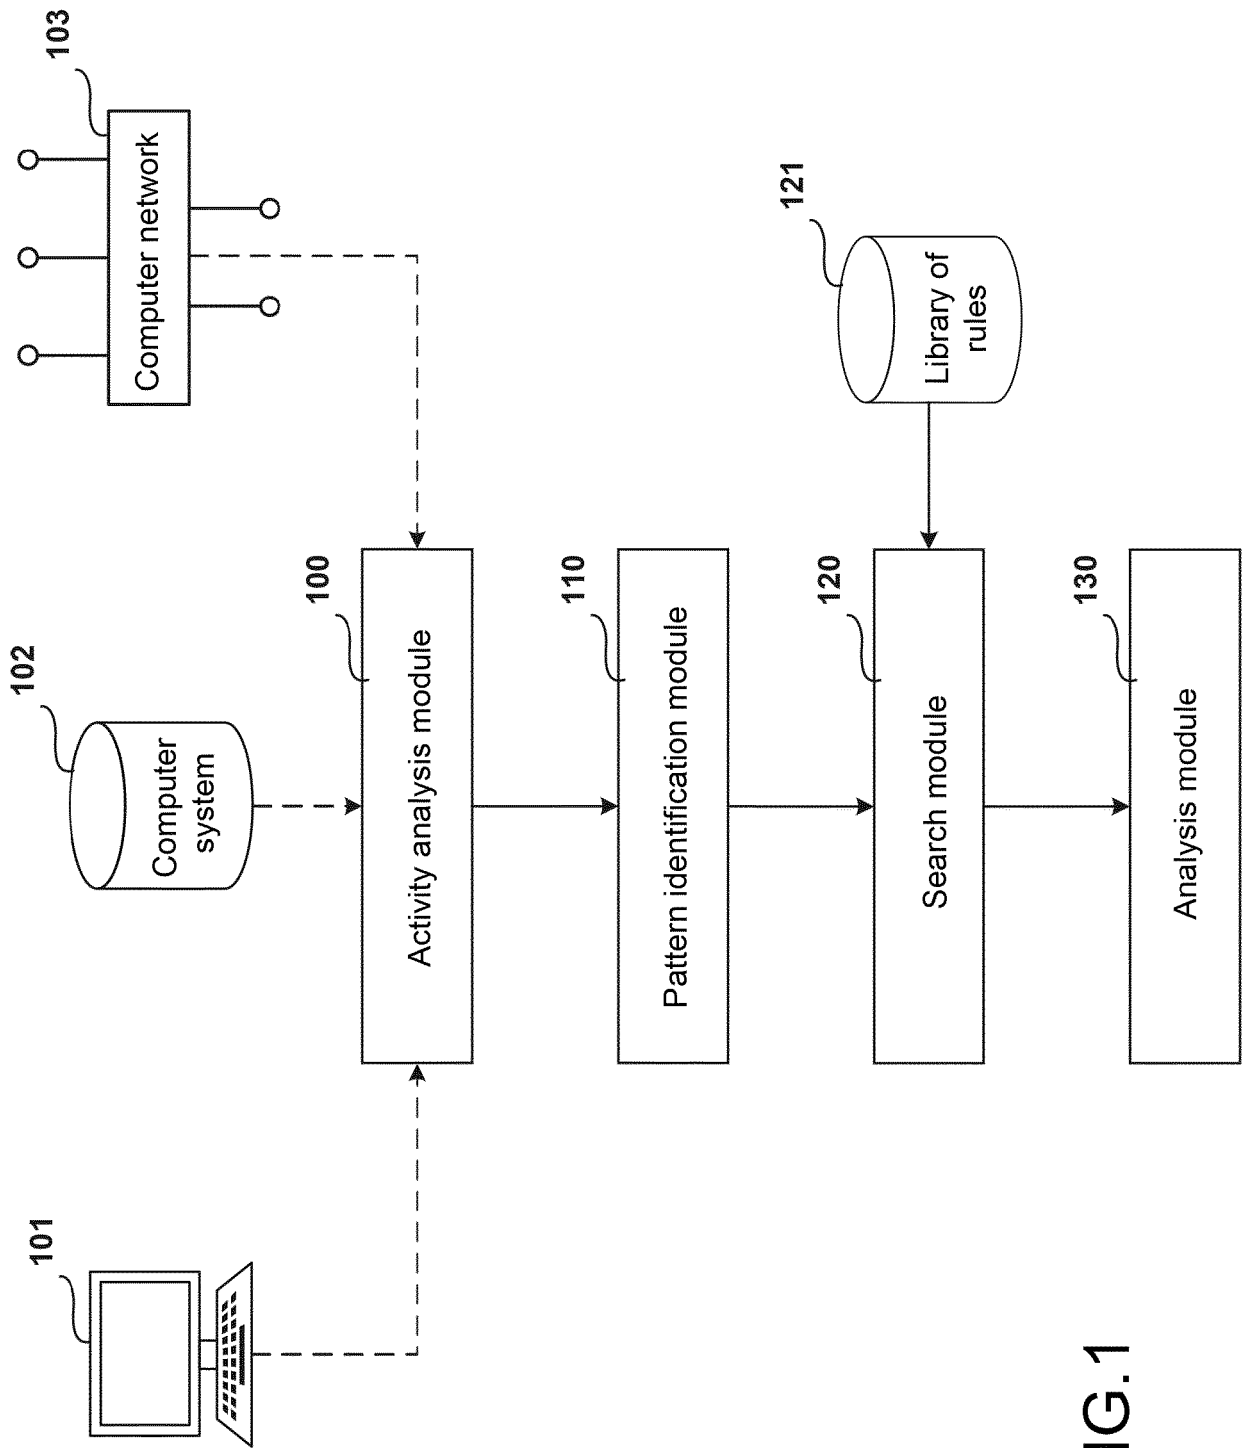 101
102
Computer
system
103
Computer network
100
Activity analysis module
110
Pattern identification module
120
Search module
121
Library of
rules
130
Analysis module
IG.1